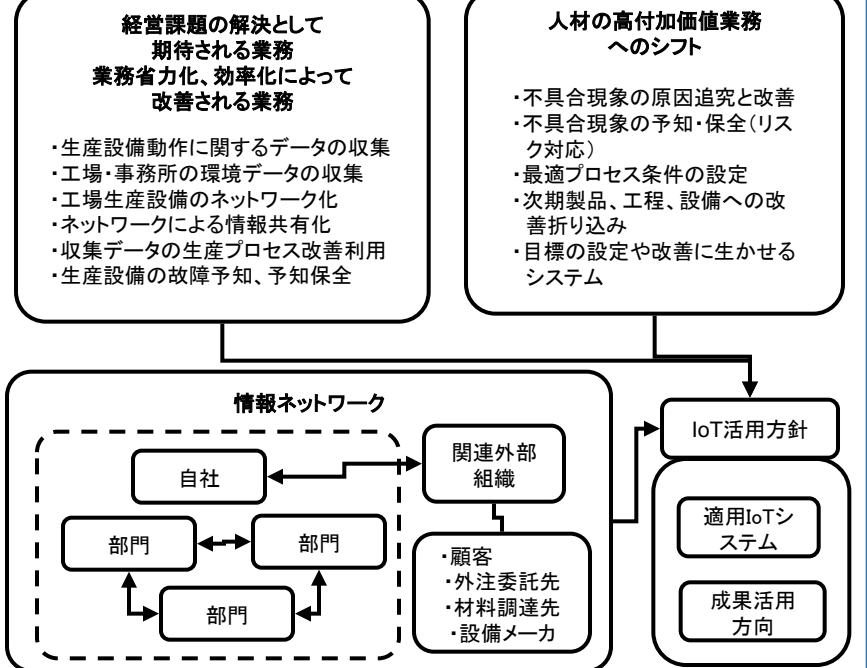 経営課題の解決として
期待される業務
業務省力化、効率化によって
改善される業務
・生産設備動作に関するデータの収集
・工場・事務所の環境データの収集
・工場生産設備のネットワーク化
・ネットワークによる情報共有化
・収集データの生産プロセス改善利用
・生産設備の故障予知、予知保全
人材の高付加価値業務
へのシフト
・不具合現象の原因追究と改善
・不具合現象の予知・保全（リス
ク対応）
・最適プロセス条件の設定
・次期製品、工程、設備への改
善折り込み
・目標の設定や改善に生かせる
システム
情報ネットワーク
自社
部門
部門
部門
関連外部
組織
・顧客
・外注委託先
・材料調達先
・設備メーカ
IoT活用方針
適用IoTシ
ステム
成果活用
方向